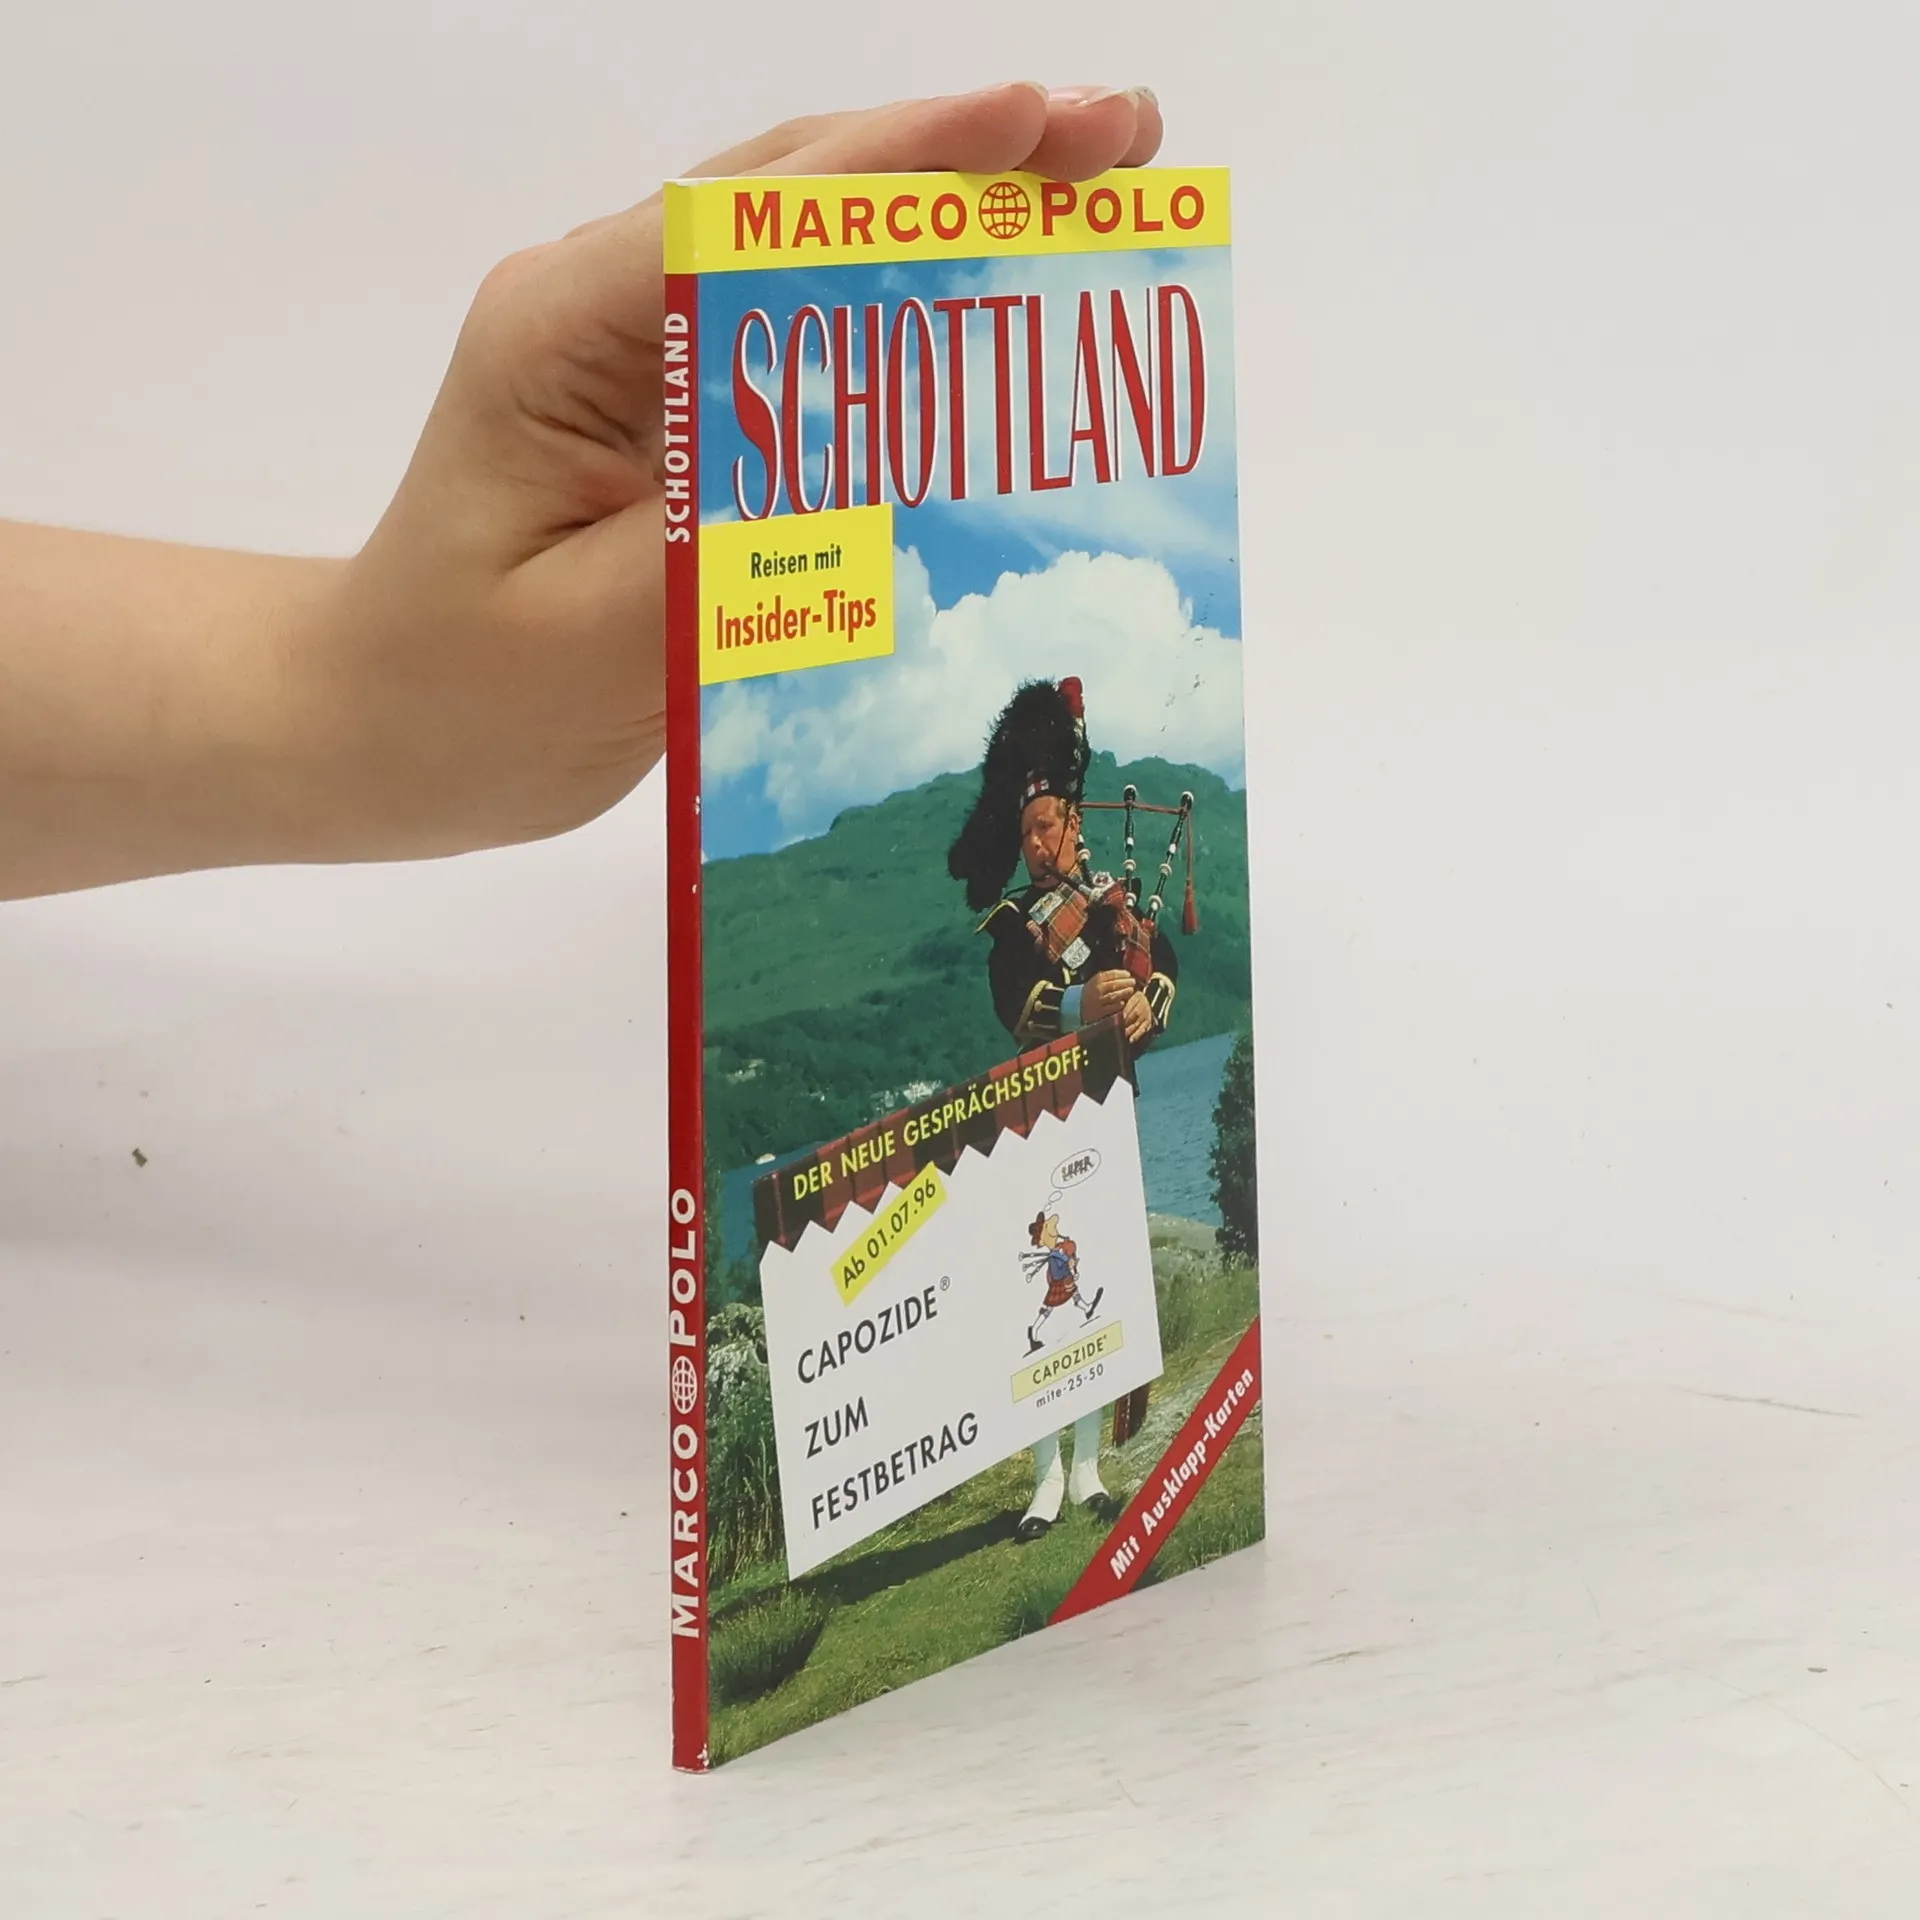 MARCO POLO
SCHOTTLAND
Reisen mit
Insider-Tips
DER NEUE GESPRÄCHSSTOFF:
Ab 01.07.96
CAPOZIDE®
ZUM
FESTBETRAG
CAPOZIDE®
mite-25-50
Mit Ausklapp-Karten
SCHOTTLAND
MARCO POLO